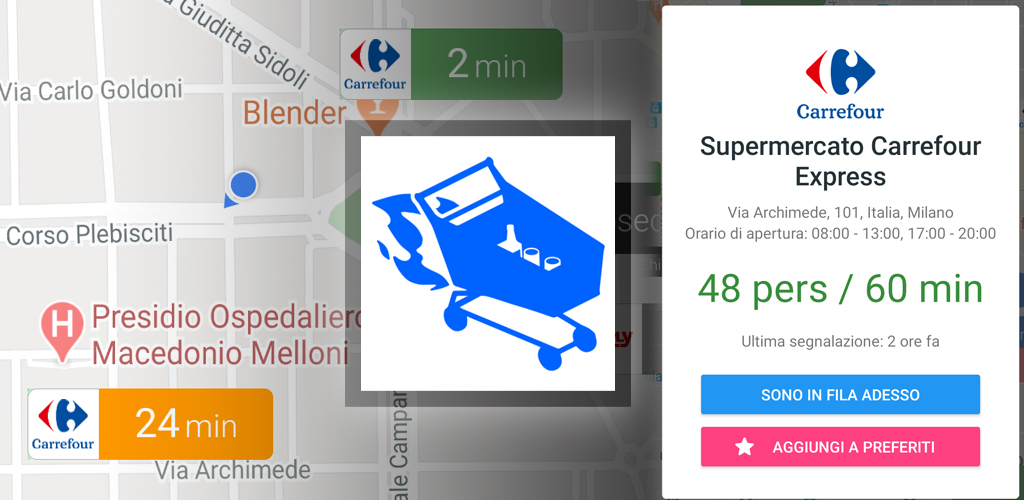 Via Giuditta Sidoli
Via Carlo Goldoni
Carrefour
2 min
Blender
Corso Plebisciti
Presidio Ospedaliero
Macedonio Melloni
Carrefour
24 min
Via Archimede
Carrefour
Supermercato Carrefour
Express
Via Archimede, 101, Italia, Milano
Orario di apertura: 08:00 - 13:00, 17:00 - 20:00
48 pers / 60 min
Ultima segnalazione: 2 ore fa
SONO IN FILA ADESSO
AGGIUNGI A PREFERITI